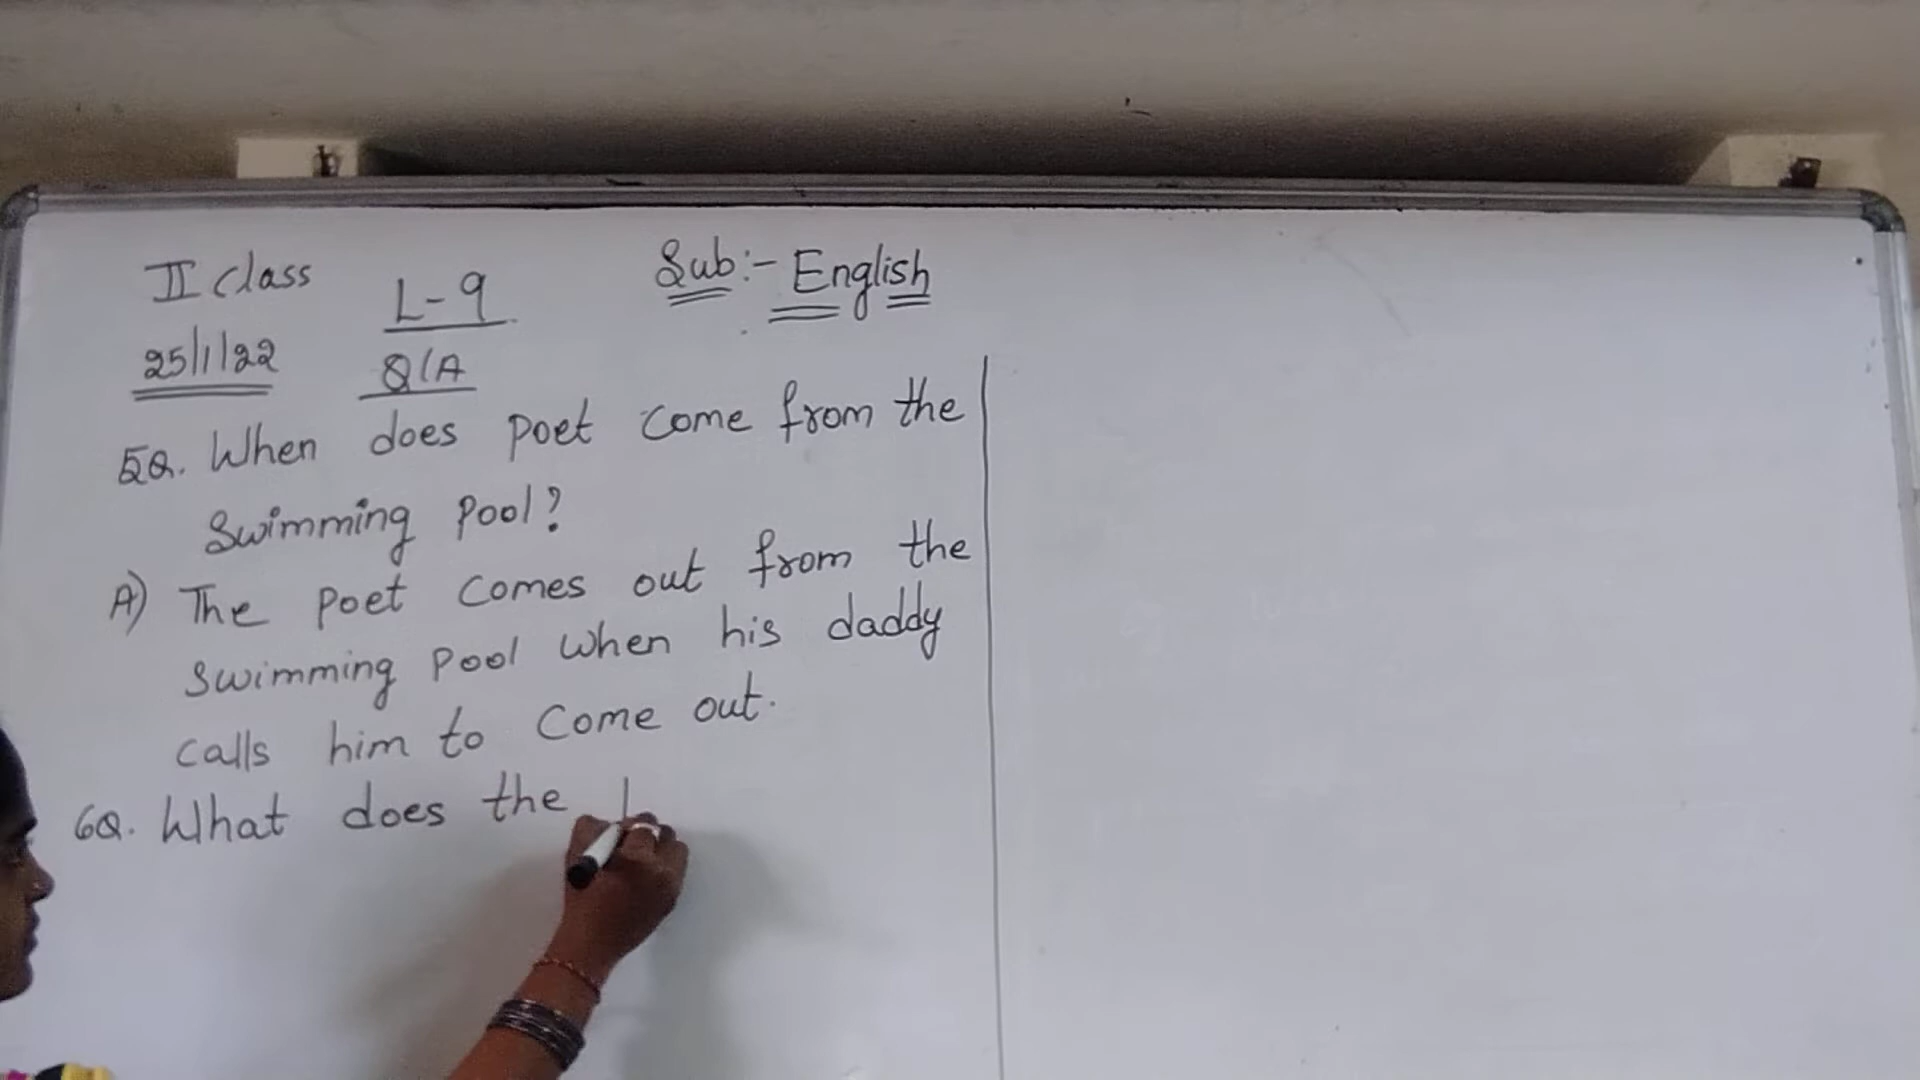 II Class
L-9
Sub:- English
25/1/22
Q/A
5Q. When does poet come from the
Swimming pool?
A) The poet comes out from the
swimming pool when his daddy
calls him to come out.
6Q. What does the